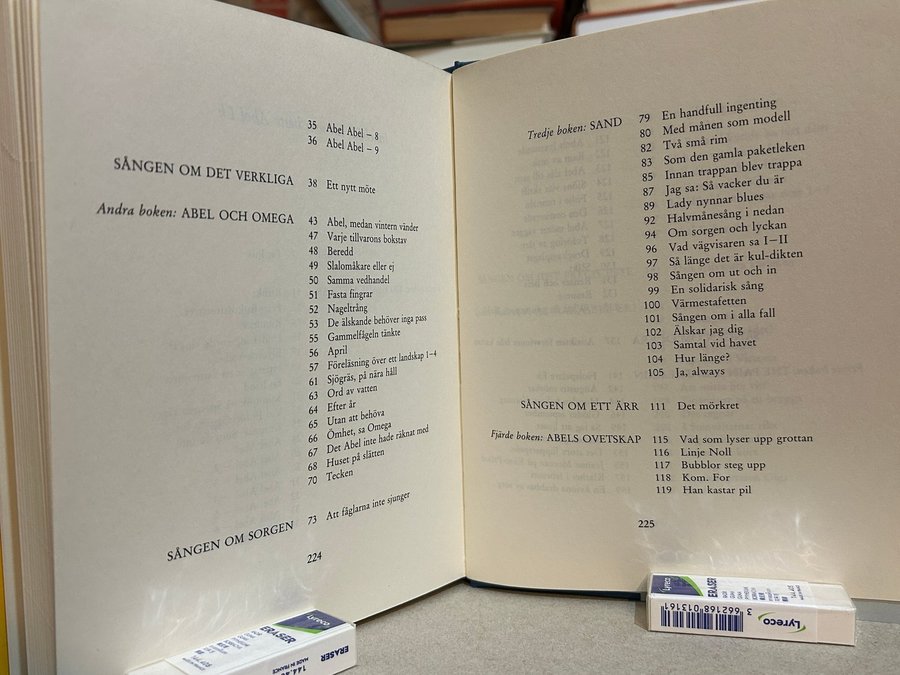 35 Abel Abel – 8
36 Abel Abel – 9
SÅNGEN OM DET VERKLIGA 38 Ett nytt möte
Andra boken: ABEL OCH OMEGA 43 Abel, medan vintern vänder
47 Varje tillvarons bokstav
48 Beredd
49 Slalomåkare eller ej
50 Samma vedhandel
51 Fasta fingrar
52 Nageltrång
53 De älskande behöver inga pass
55 Gammelfågeln tänkte
56 April
57 Föreläsning över ett landskap 1–4
61 Sjögräs, på nära håll
63 Ord av vatten
64 Efter år
65 Utan att behöva
66 Ömhet, sa Omega
67 Det Abel inte hade räknat med
68 Huset på slätten
70 Tecken
SÅNGEN OM SORGEN 73 Att fåglarna inte sjunger
224
Tredje boken: SAND 79 En handfull ingenting
80 Med månen som modell
82 Två små rim
83 Som den gamla paketleken
85 Innan trappan blev trappa
87 Jag sa: Så vacker du är
89 Lady nynnar blues
92 Halvmånesång i nedan
94 Om sorgen och lyckan
96 Vad vägvisaren sa I–II
97 Så länge det är kul-dikten
98 Sången om ut och in
99 En solidarisk sång
100 Värmestafetten
101 Sången om i alla fall
102 Älskar jag dig
103 Samtal vid havet
104 Hur länge?
105 Ja, always
SÅNGEN OM ETT ÄRR 111 Det mörkret
Fjärde boken: ABELS OVETSKAP 115 Vad som lyser upp grottan
116 Linje Noll
117 Bubblor steg upp
118 Kom. For
119 Han kastar pil
225
Lyreco
ERASER
ERASER
MADE IN FRANCE
Lyreco
ERASER
3 662168 013161
Lyreco